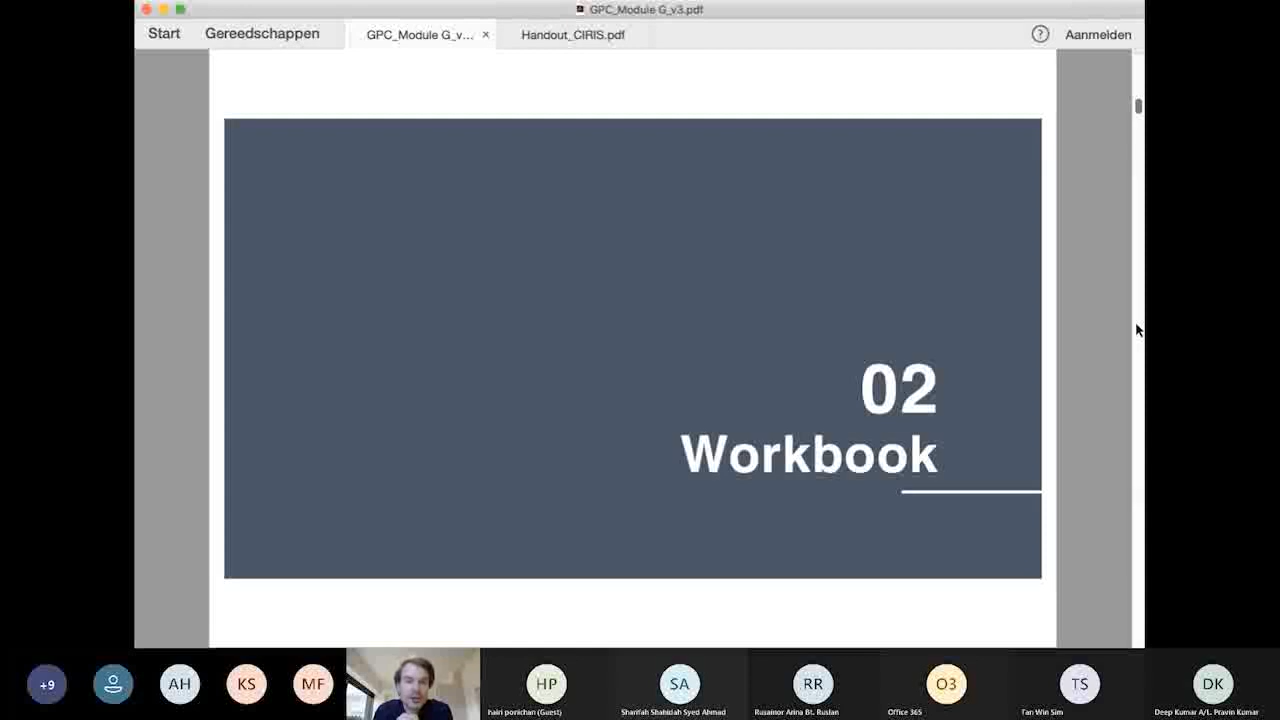 GPC_Module G_v3.pdf
Start Gereedschappen GPC_Module G_v... × Handout_CIRIS.pdf ? Aanmelden
02
Workbook
+9 AH KS MF HP SA RR O3 TS DK
hairi ponichan (Guest) Sharifah Shahidah Syed Ahmad Rusainor Arina Bt. Ruslan Office 365 Tan Win Sim Deep Kumar A/L. Pravin Kumar